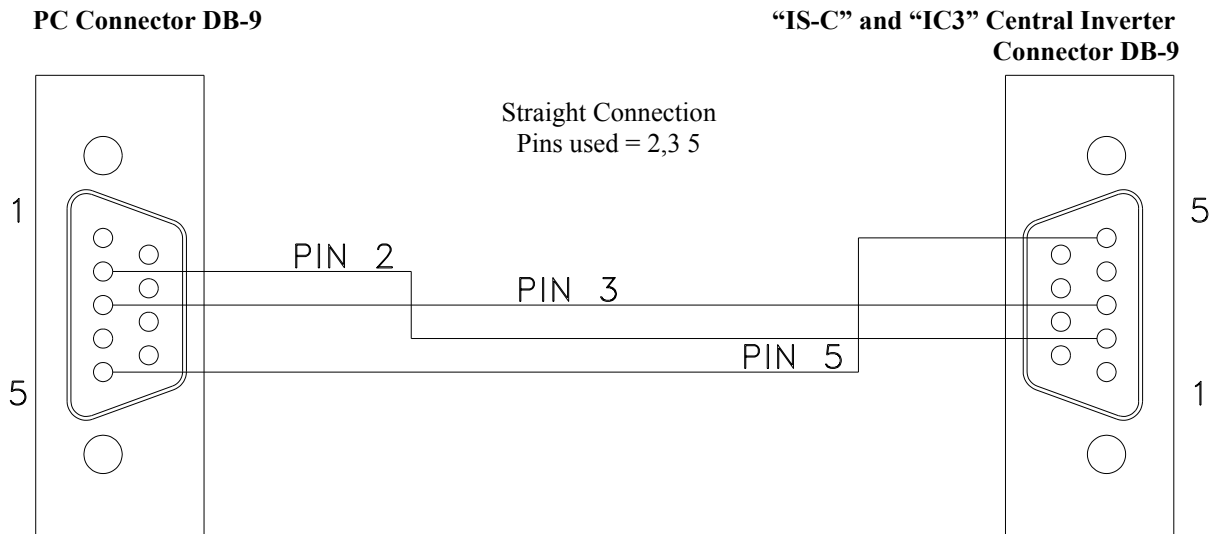 PC Connector DB-9
“IS-C” and “IC3” Central Inverter
Connector DB-9
Straight Connection
Pins used = 2,3 5
1
5
PIN 2
PIN 3
PIN 5
5
1